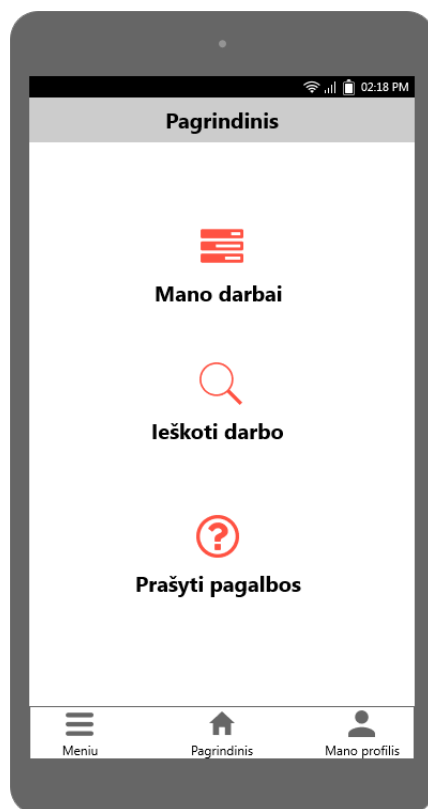 02:18 PM
Pagrindinis
Mano darbai
Ieškoti darbo
Prašyti pagalbos
Meniu
Pagrindinis
Mano profilis